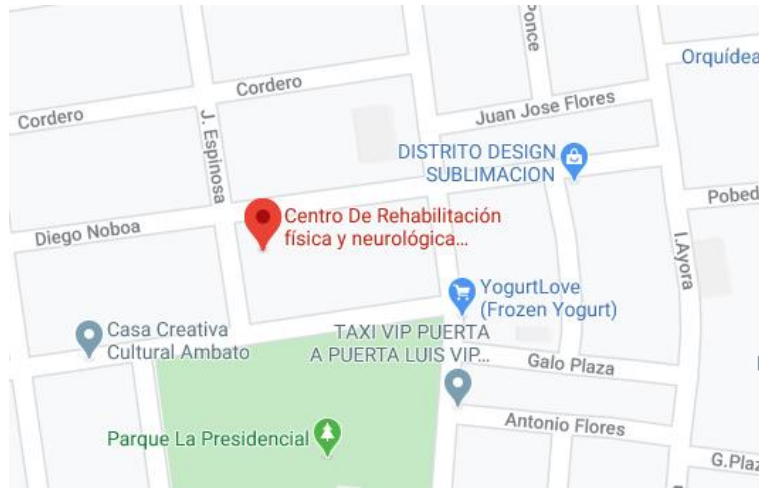 Ponce
Orquídea
Cordero
Cordero
J. Espinosa
Juan Jose Flores
DISTRITO DESIGN
SUBLIMACION
Diego Noboa
Centro De Rehabilitación
física y neurológica...
Pobed
I.Ayora
YogurtLove
(Frozen Yogurt)
Casa Creativa
Cultural Ambato
TAXI VIP PUERTA
A PUERTA LUIS VIP...
Galo Plaza
Antonio Flores
Parque La Presidencial
G.Plaz